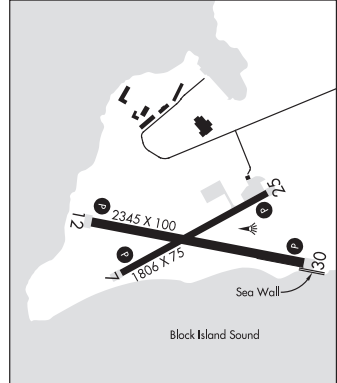 25
P
P
12
2345 X 100
P
P
7
1806 X 75
30
Sea Wall
Block Island Sound